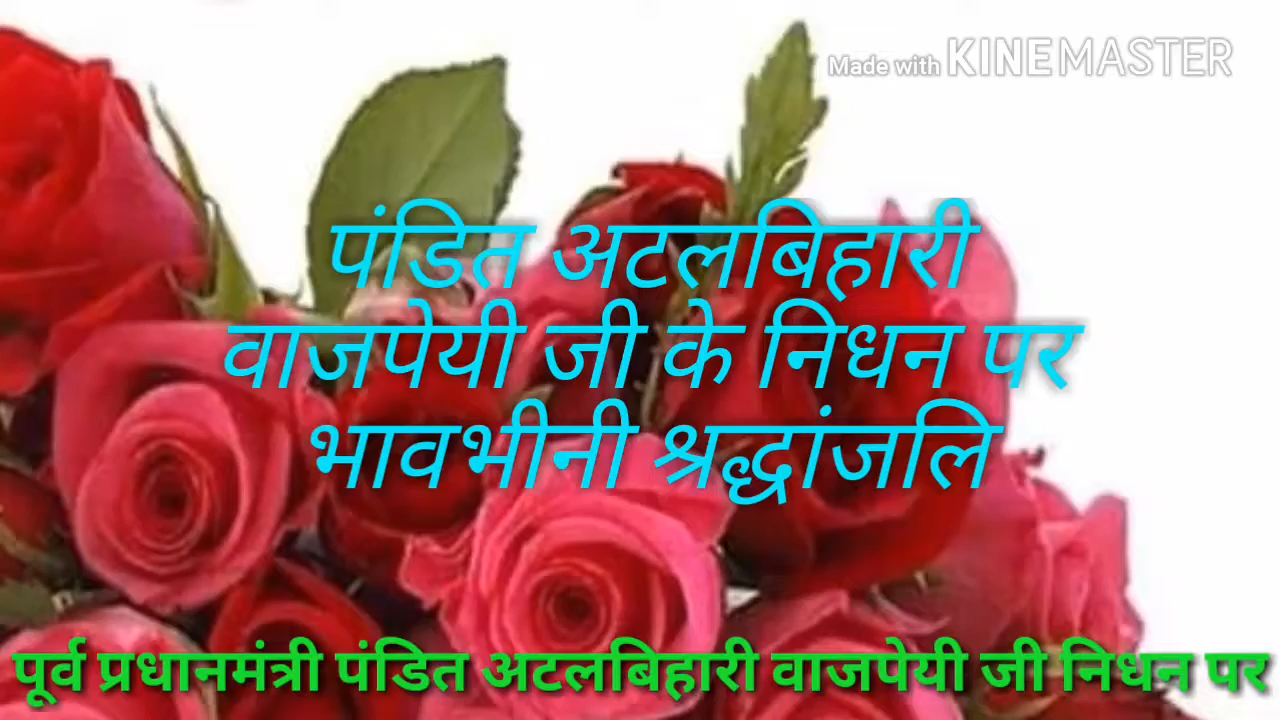 Made with KINEMASTER
पंडित अटलबिहारी
वाजपेयी जी के निधन पर
भावभीनी श्रद्धांजलि
पूर्व प्रधानमंत्री पंडित अटलबिहारी वाजपेयी जी निधन पर